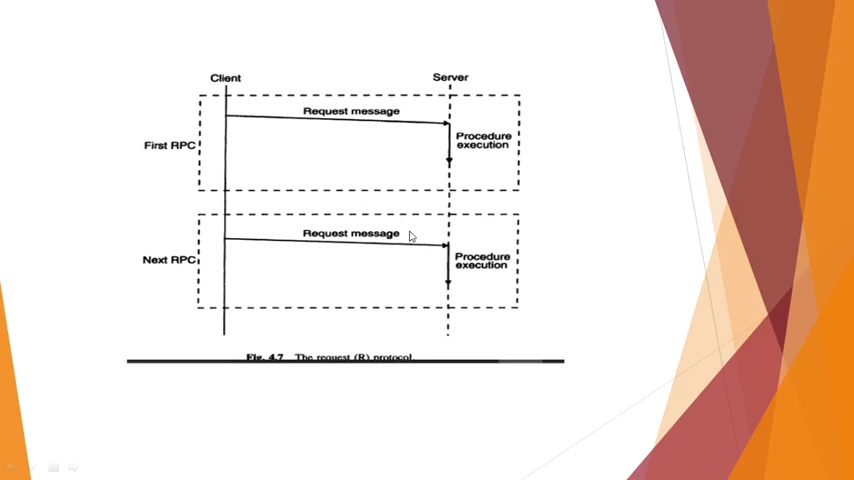 Client Server
Request message
First RPC
Procedure
execution
Request message
Next RPC
Procedure
execution
Fig. 4.7 The request (R) protocol